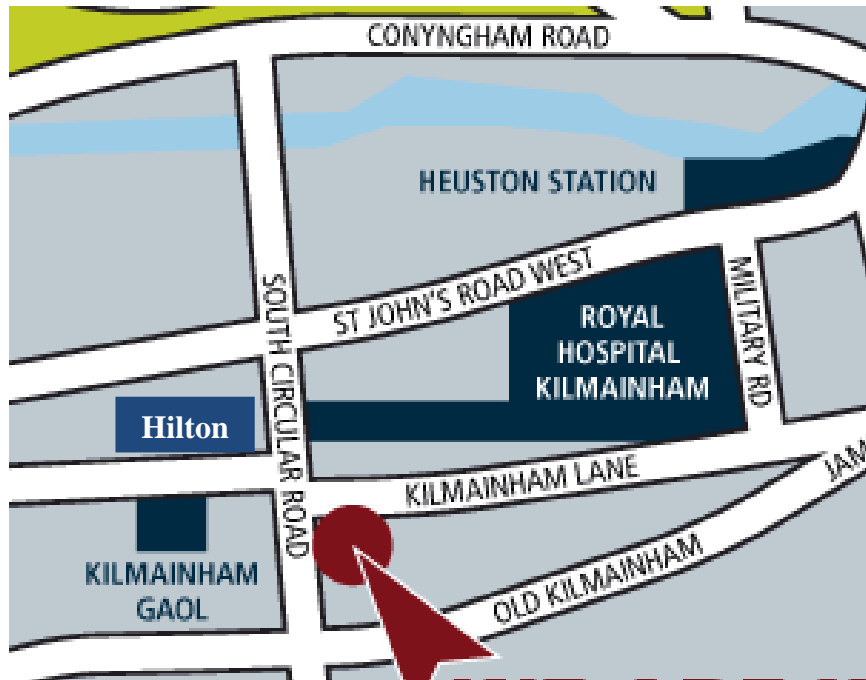 CONYNGHAM ROAD
HEUSTON STATION
ST JOHN'S ROAD WEST
SOUTH CIRCULAR ROAD
MILITARY RD
ROYAL
HOSPITAL
KILMAINHAM
Hilton
KILMAINHAM LANE
JAM
KILMAINHAM
GAOL
OLD KILMAINHAM